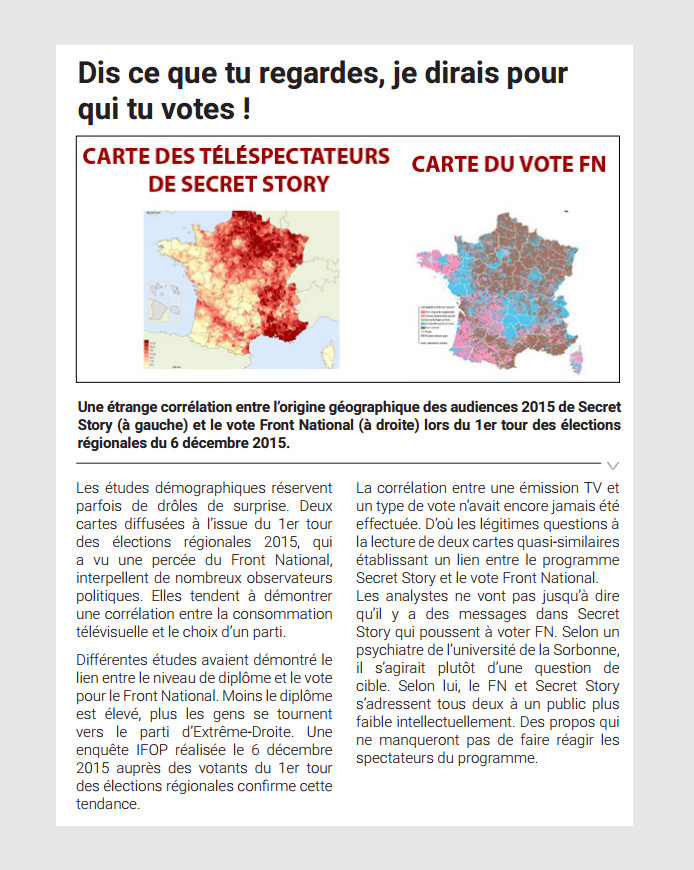 Dis ce que tu regardes, je dirais pour
qui tu votes !
CARTE DES TÉLÉSPECTATEURS
DE SECRET STORY
CARTE DU VOTE FN
Une étrange corrélation entre l'origine géographique des audiences 2015 de Secret
Story (à gauche) et le vote Front National (à droite) lors du 1er tour des élections
régionales du 6 décembre 2015.
Les études démographiques réservent
parfois de drôles de surprise. Deux
cartes diffusées à l'issue du 1er tour
des élections régionales 2015, qui
a vu une percée du Front National,
interpellent de nombreux observateurs
politiques. Elles tendent à démontrer
une corrélation entre la consommation
télévisuelle et le choix d'un parti.
Différentes études avaient démontré le
lien entre le niveau de diplôme et le vote
pour le Front National. Moins le diplôme
est élevé, plus les gens se tournent
vers le parti d'Extrême-Droite. Une
enquête IFOP réalisée le 6 décembre
2015 auprès des votants du 1er tour
des élections régionales confirme cette
tendance.
La corrélation entre une émission TV et
un type de vote n'avait encore jamais été
effectuée. D'où les légitimes questions à
la lecture de deux cartes quasi-similaires
établissant un lien entre le programme
Secret Story et le vote Front National.
Les analystes ne vont pas jusqu'à dire
qu'il y a des messages dans Secret
Story qui poussent à voter FN. Selon un
psychiatre de l'université de la Sorbonne,
il s'agirait plutôt d'une question de
cible. Selon lui, le FN et Secret Story
s'adressent tous deux à un public plus
faible intellectuellement. Des propos qui
ne manqueront pas de faire réagir les
spectateurs du programme.